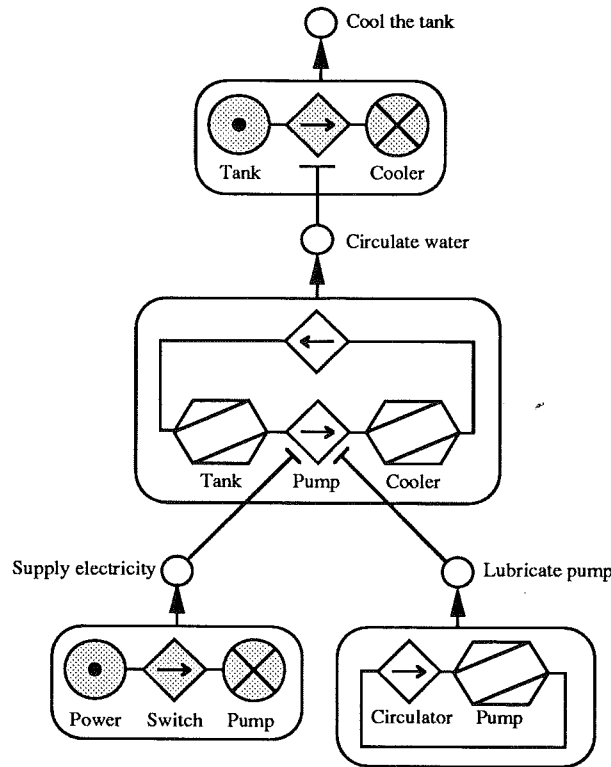 Cool the tank
Tank Cooler
Circulate water
Tank Pump Cooler
Supply electricity Lubricate pump
Power Switch Pump Circulator Pump